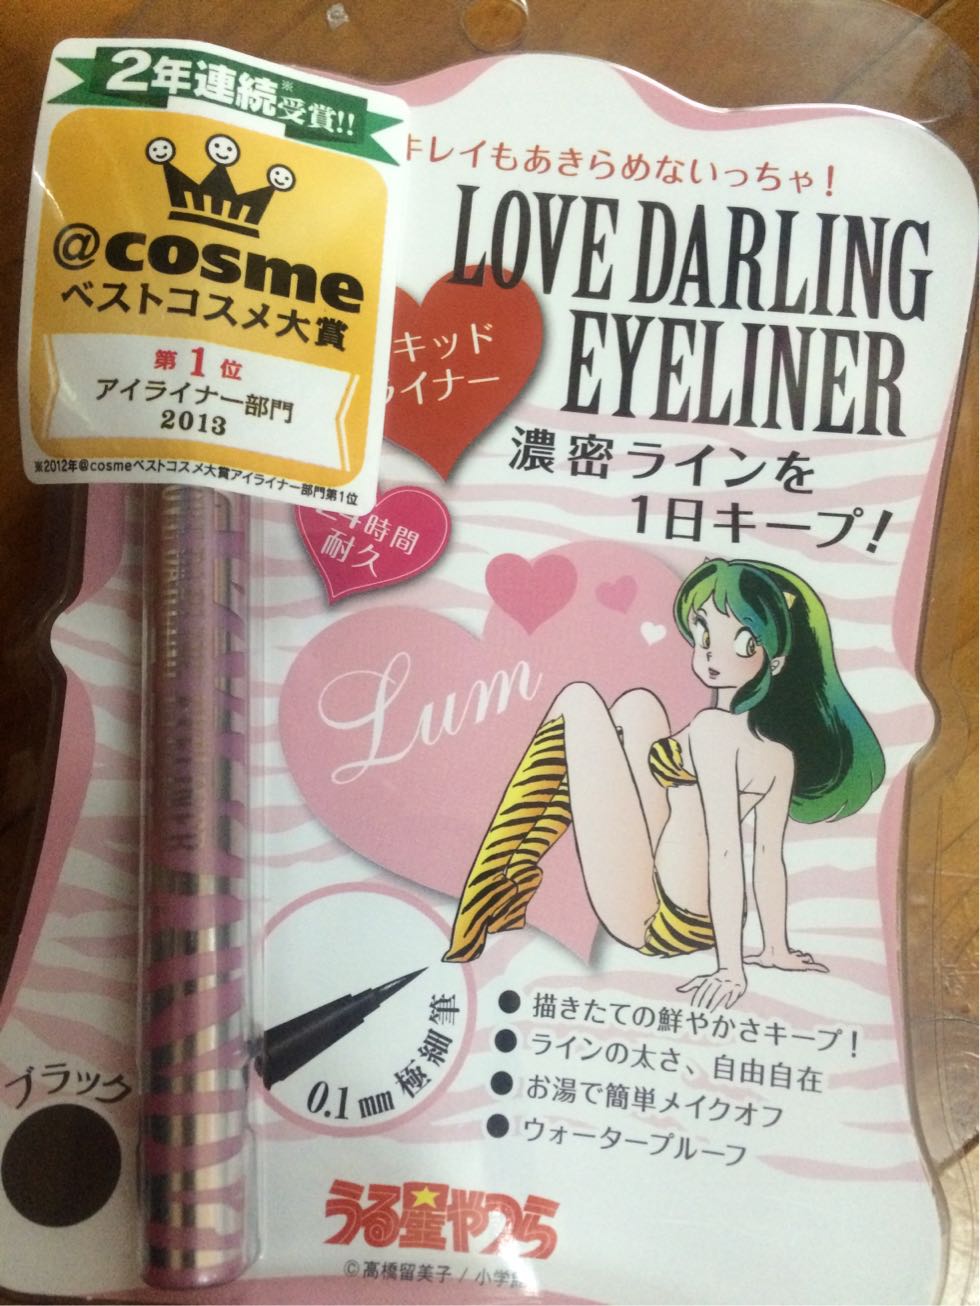 2年連続※受賞!!
@cosme
ベストコスメ大賞
第1位
アイライナー部門
2013
※2012年@cosmeベストコスメ大賞アイライナー部門第1位
キレイもあきらめないっちゃ!
LOVE DARLING
EYELINER
キッド
イナー
濃密ラインを
1日キープ!
24時間
耐久
Lum
0.1mm極細筆
●描きたての鮮やかさキープ!
●ラインの太さ、自由自在
●お湯で簡単メイクオフ
●ウォータープルーフ
ブラック
うる星やつら
©高橋留美子/小学館